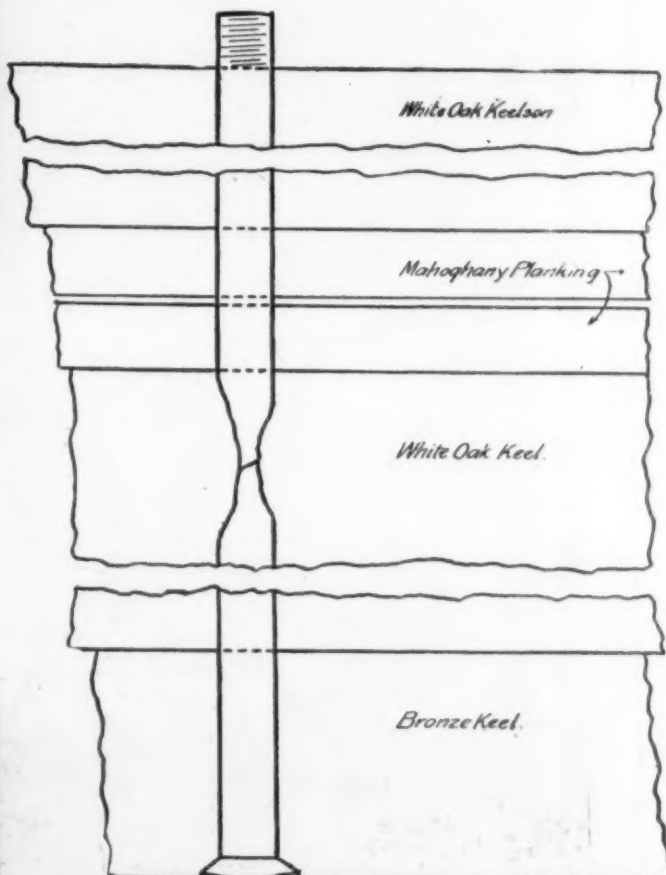 White Oak Keelson
Mahoghany Planking
White Oak Keel.
Bronze Keel.